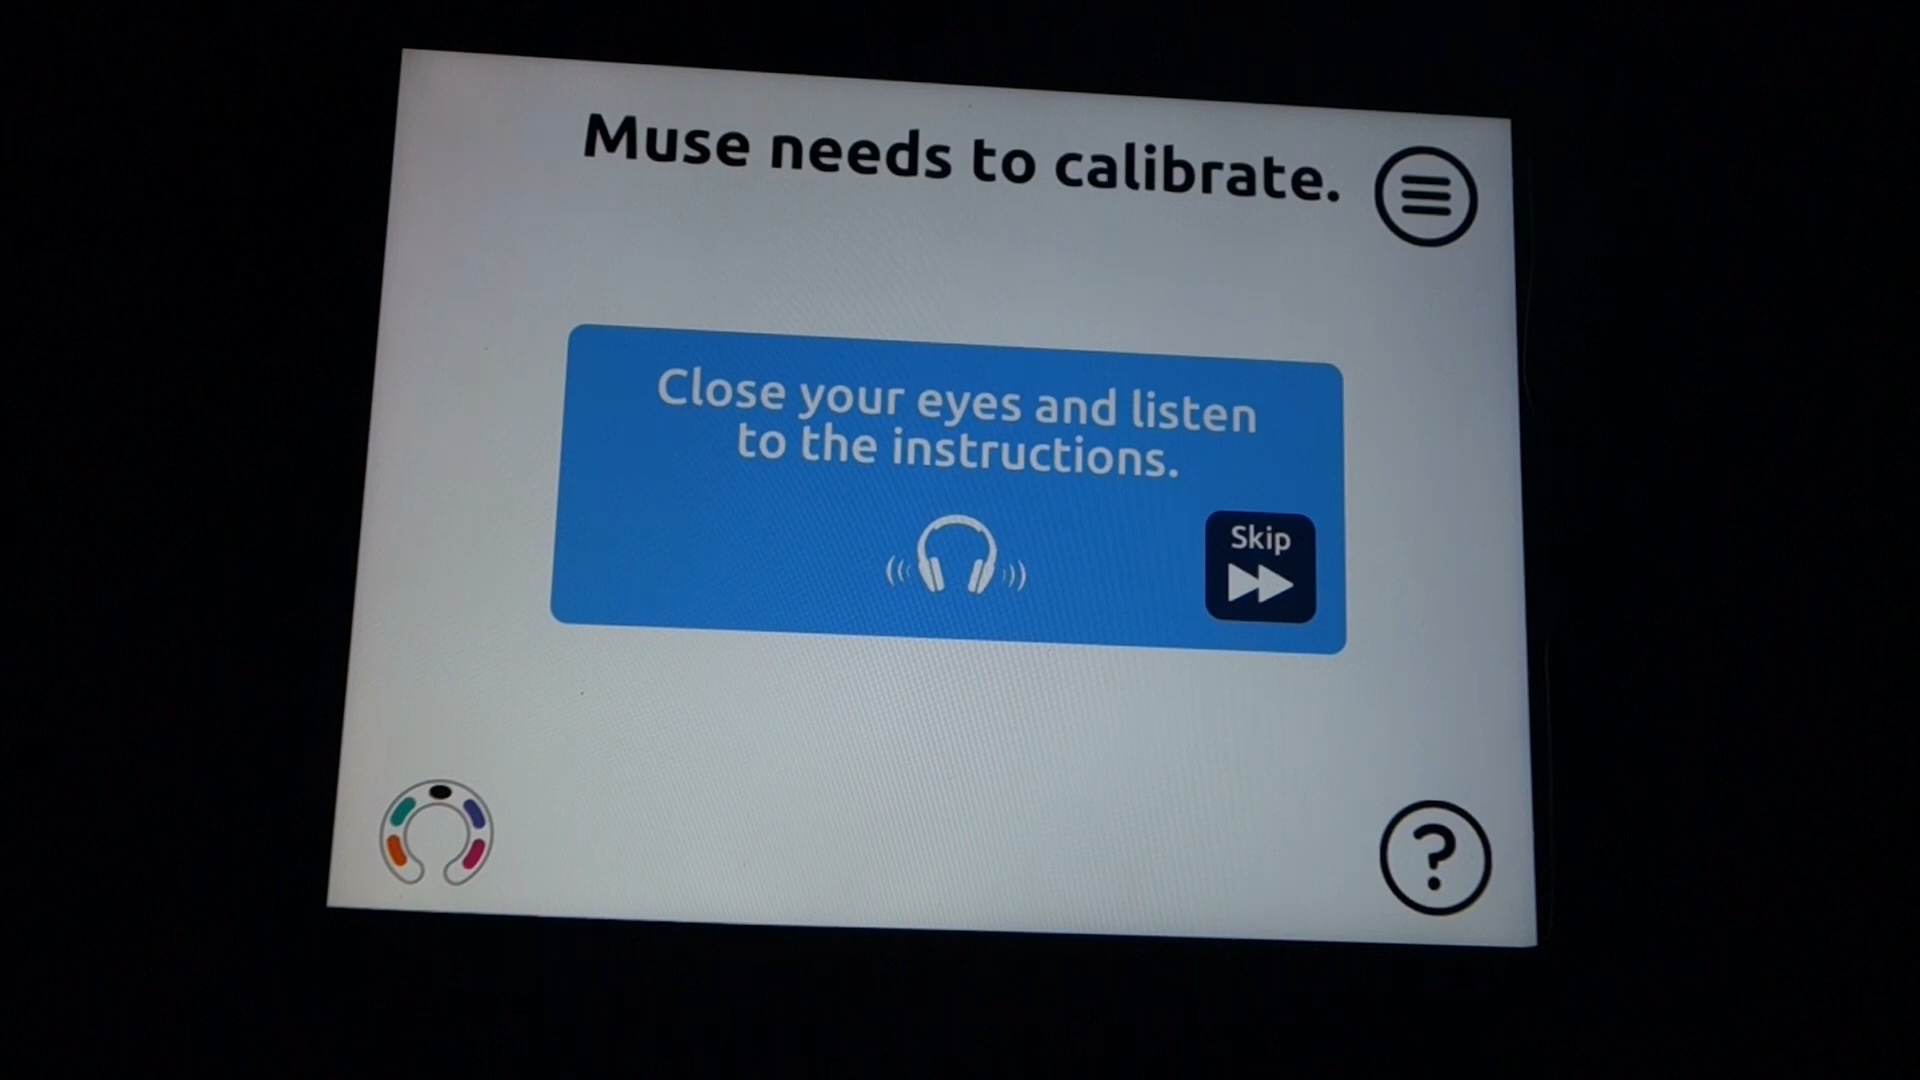 Muse needs to calibrate.
Close your eyes and listen
to the instructions.
Skip
?